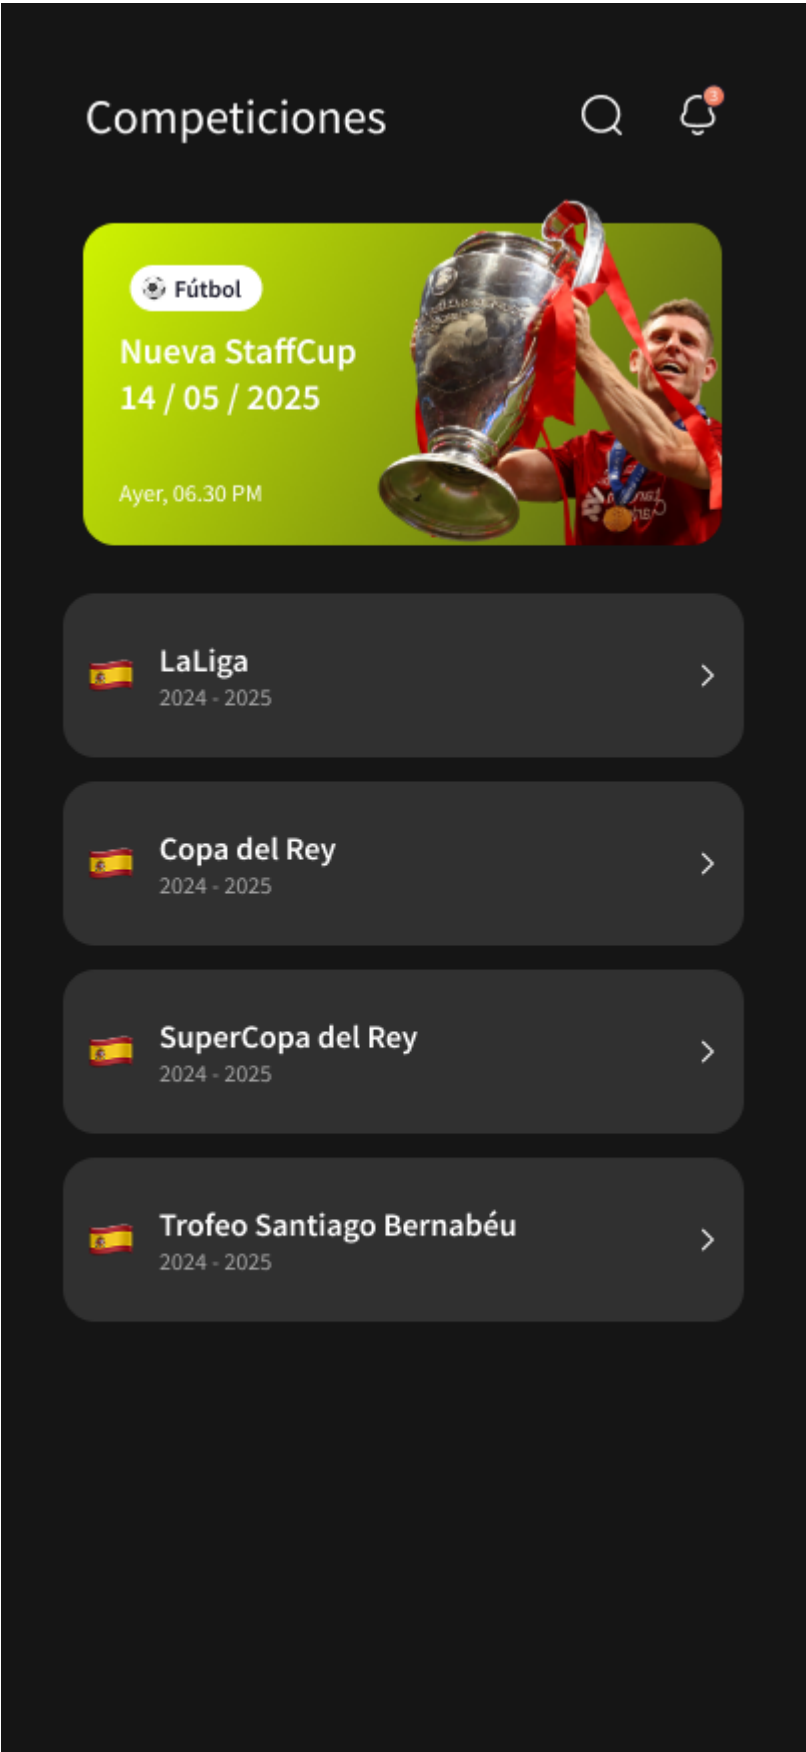 Competiciones
3
Fútbol
Nueva StaffCup
14 / 05 / 2025
Ayer, 06.30 PM
LaLiga
2024 - 2025
Copa del Rey
2024 - 2025
SuperCopa del Rey
2024 - 2025
Trofeo Santiago Bernabéu
2024 - 2025